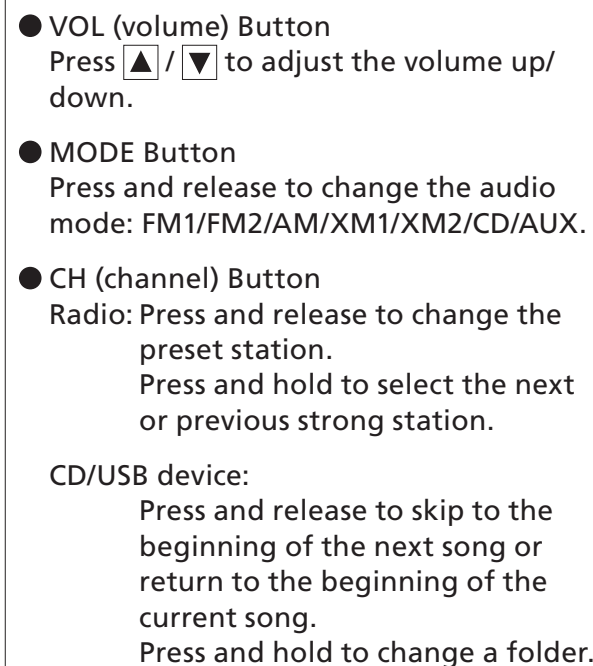 ● VOL (volume) Button
Press ▲ / ▼ to adjust the volume up/
down.
● MODE Button
Press and release to change the audio
mode: FM1/FM2/AM/XM1/XM2/CD/AUX.
● CH (channel) Button
Radio: Press and release to change the
preset station.
Press and hold to select the next
or previous strong station.
CD/USB device:
Press and release to skip to the
beginning of the next song or
return to the beginning of the
current song.
Press and hold to change a folder.